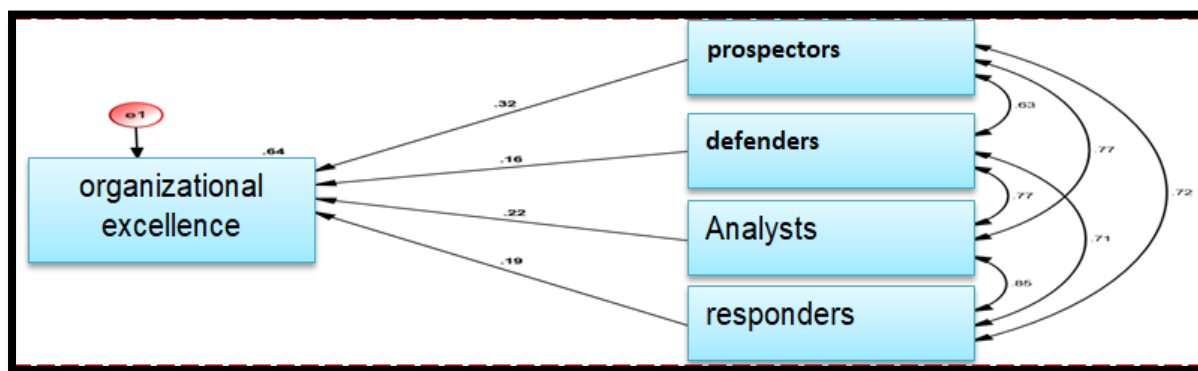 prospectors
.32
.63
e1
defenders
.64
.16
.77
organizational
excellence
.72
.77
.22
Analysts
.71
.19
.85
responders